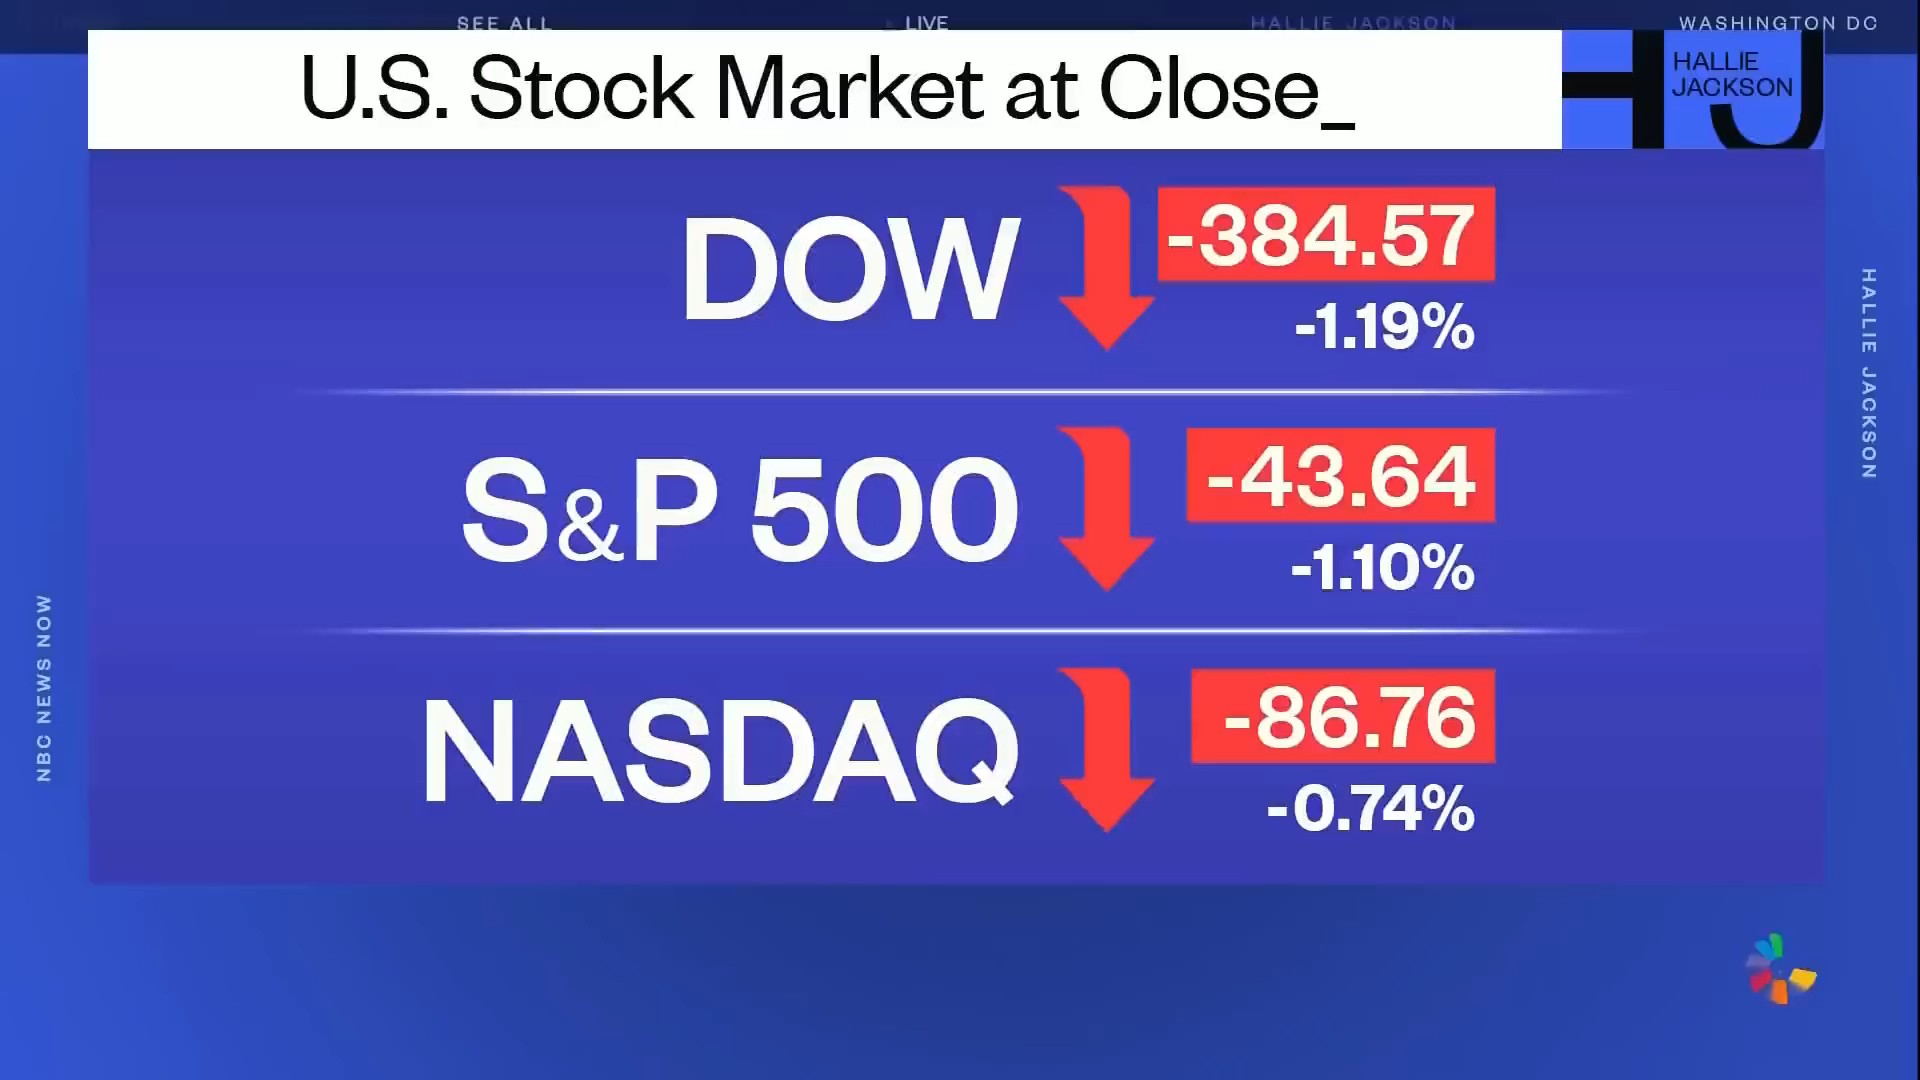 SEE ALL
LIVE
HALLIE JACKSON
WASHINGTON DC
U.S. Stock Market at Close_
HJ
HALLIE
JACKSON
DOW
-384.57
-1.19%
S&P 500
-43.64
-1.10%
NASDAQ
-86.76
-0.74%
NBC NEWS NOW
HALLIE JACKSON